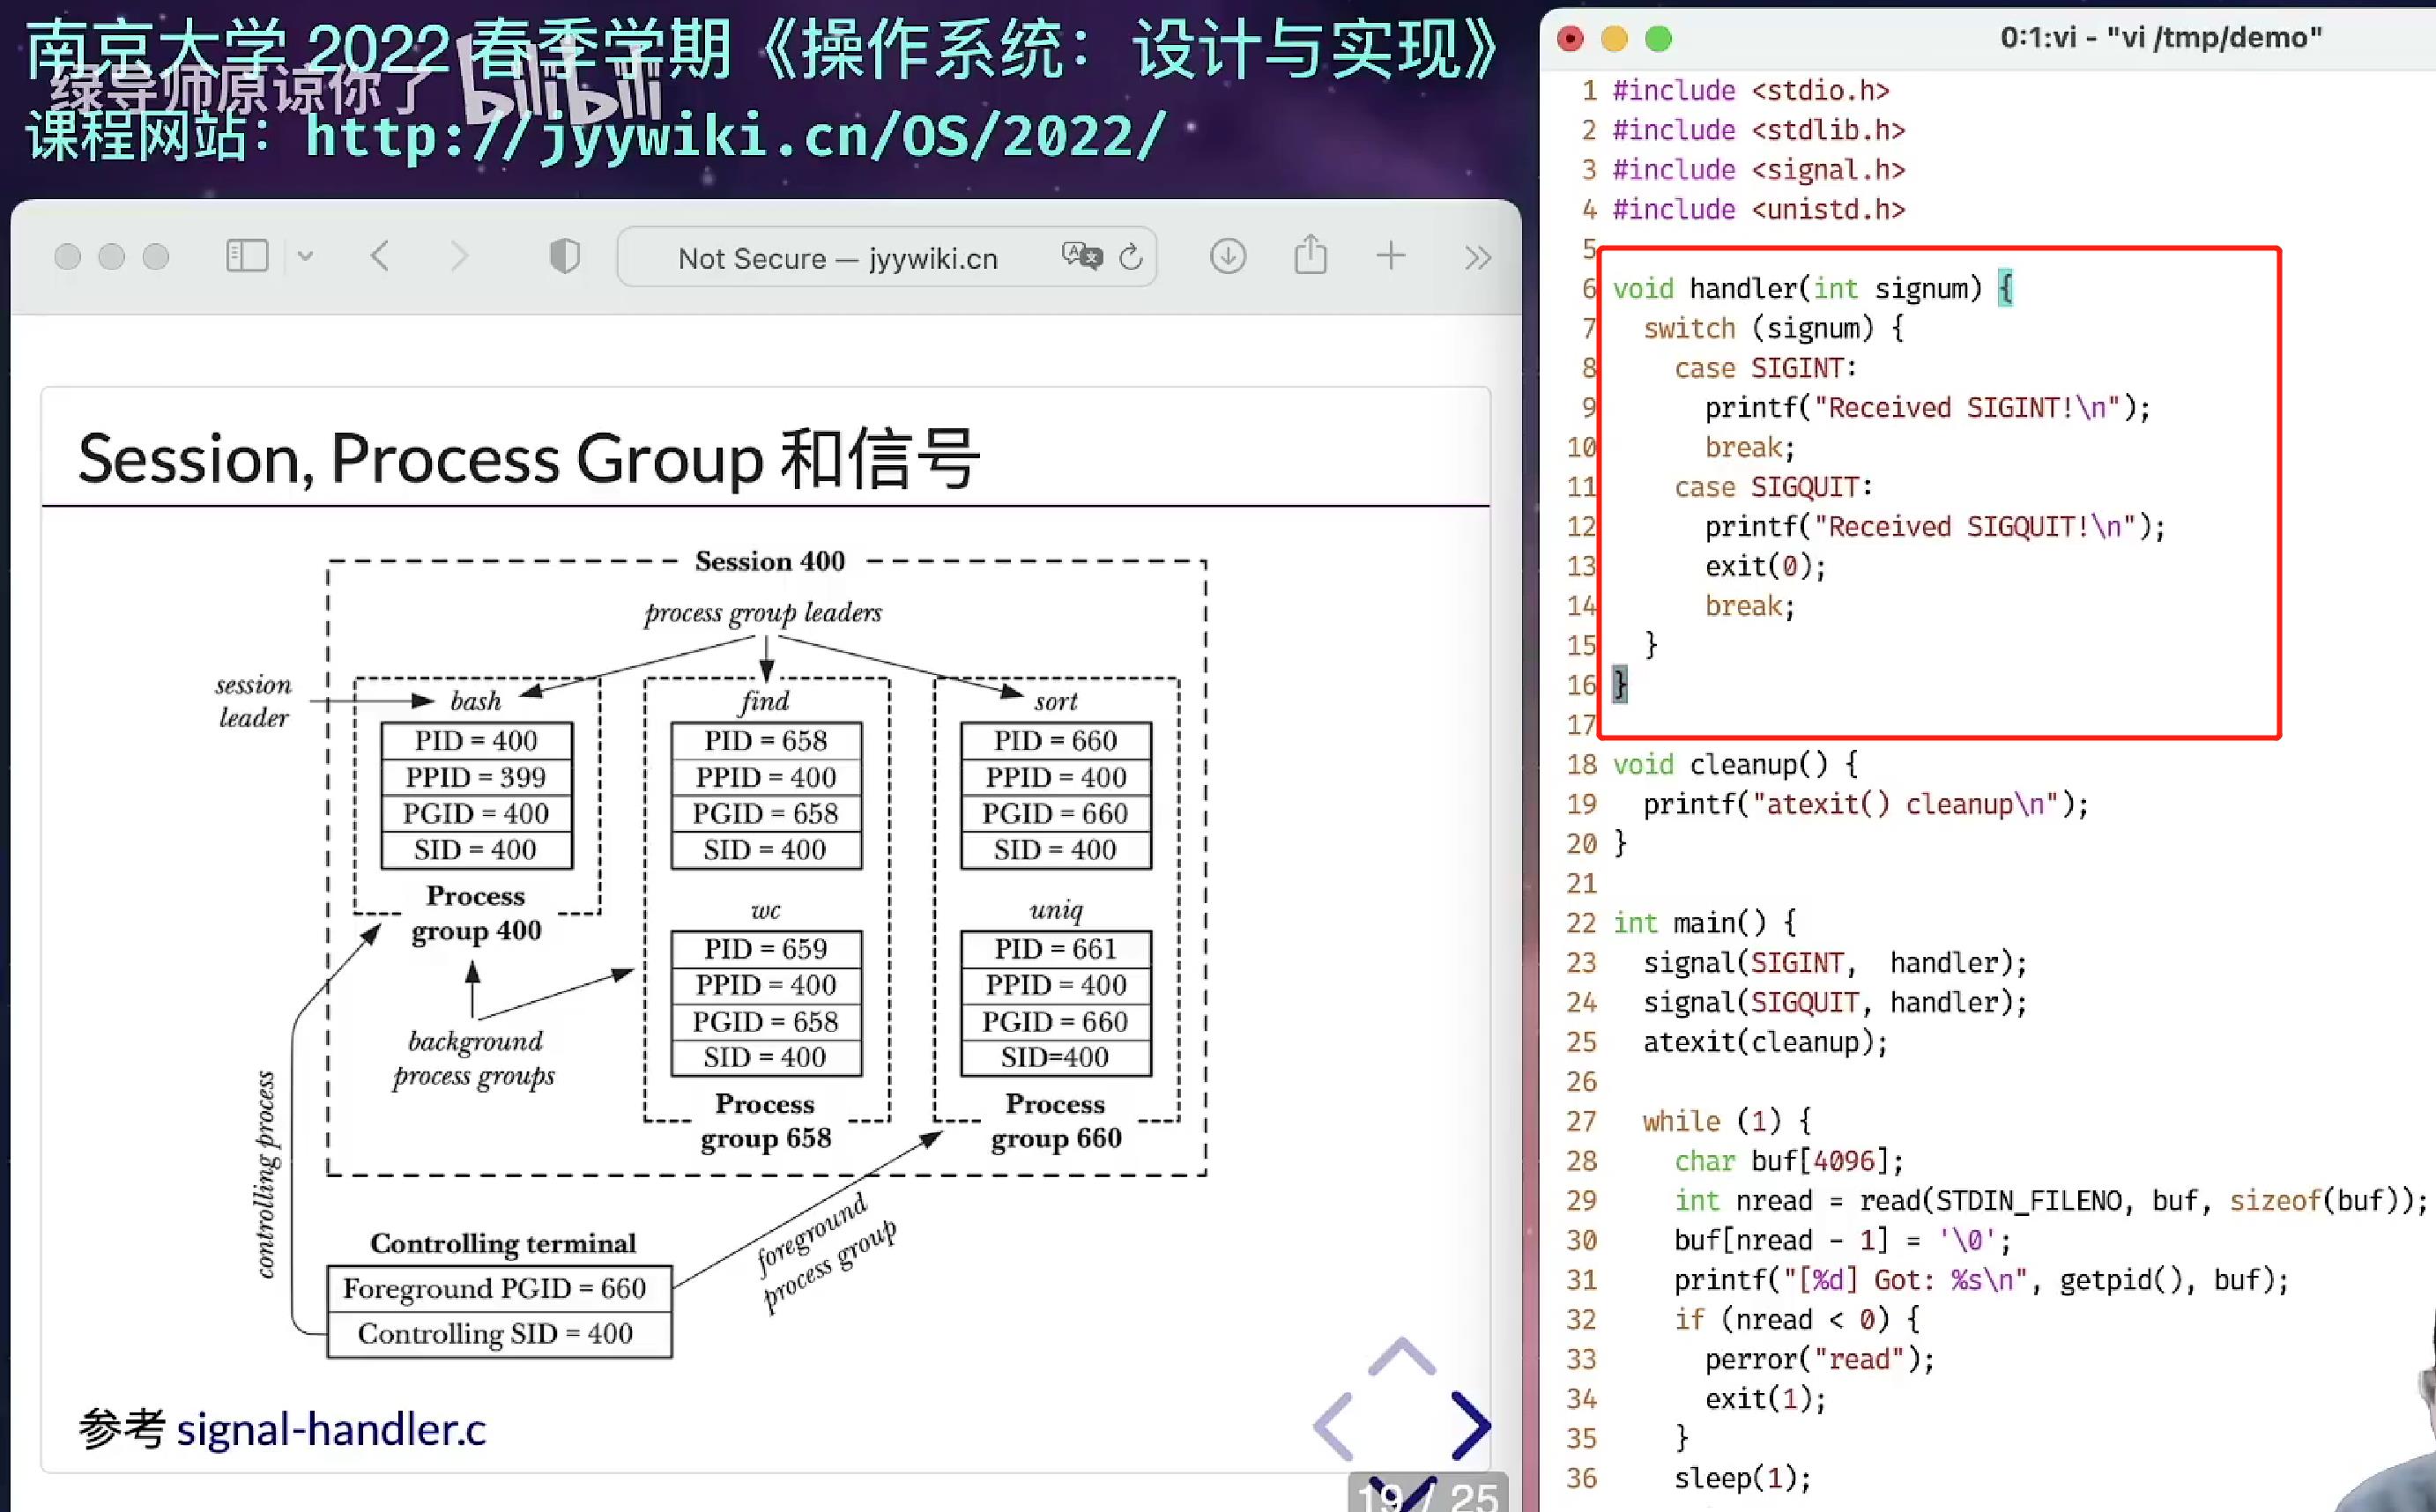 南京大学 2022 春季学期《操作系统：设计与实现》
绿导师原谅你了 bilibili
课程网站：http://jyywiki.cn/OS/2022/
Not Secure — jyywiki.cn
Session, Process Group 和信号
Session 400
process group leaders
session
leader
bash
PID = 400
PPID = 399
PGID = 400
SID = 400
Process
group 400
find
PID = 658
PPID = 400
PGID = 658
SID = 400
wc
PID = 659
PPID = 400
PGID = 658
SID = 400
Process
group 658
sort
PID = 660
PPID = 400
PGID = 660
SID = 400
uniq
PID = 661
PPID = 400
PGID = 660
SID=400
Process
group 660
background
process groups
controlling process
foreground
process group
Controlling terminal
Foreground PGID = 660
Controlling SID = 400
参考 signal-handler.c
19 / 25
0:1:vi - "vi /tmp/demo"
1 #include <stdio.h>
2 #include <stdlib.h>
3 #include <signal.h>
4 #include <unistd.h>
5
6 void handler(int signum) {
7   switch (signum) {
8     case SIGINT:
9       printf("Received SIGINT!\n");
10       break;
11     case SIGQUIT:
12       printf("Received SIGQUIT!\n");
13       exit(0);
14       break;
15   }
16 }
17
18 void cleanup() {
19   printf("atexit() cleanup\n");
20 }
21
22 int main() {
23   signal(SIGINT,  handler);
24   signal(SIGQUIT, handler);
25   atexit(cleanup);
26
27   while (1) {
28     char buf[4096];
29     int nread = read(STDIN_FILENO, buf, sizeof(buf));
30     buf[nread - 1] = '\0';
31     printf("[%d] Got: %s\n", getpid(), buf);
32     if (nread < 0) {
33       perror("read");
34       exit(1);
35     }
36     sleep(1);